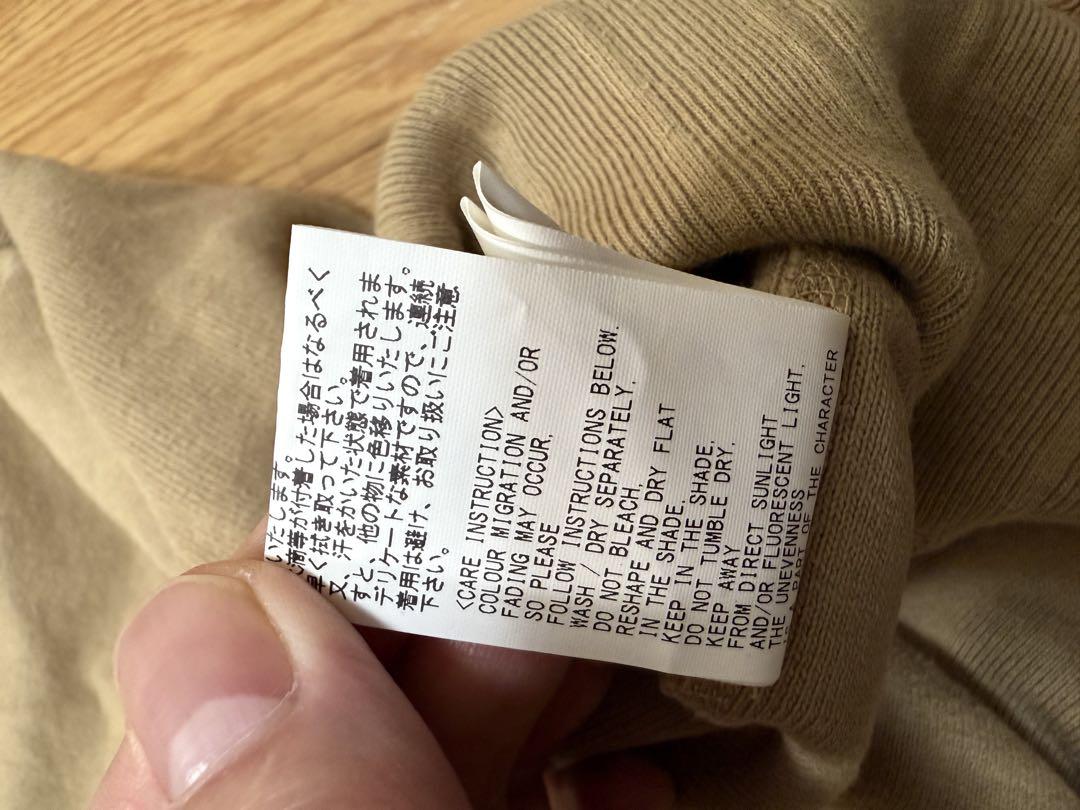 いたします。
滴等が付着した場合はなるべく
早く拭き取って下さい。
又、汗をかいた状態で着用されま
すと、他の物に色移りいたします。
デリケートな素材ですので、連続
着用は避け、お取り扱いにご注意
下さい。
<CARE INSTRUCTION>
COLOUR MIGRATION AND/OR
FADING MAY OCCUR,
SO PLEASE
FOLLOW INSTRUCTIONS BELOW.
WASH / DRY SEPARATELY,
DO NOT BLEACH,
RESHAPE AND DRY FLAT
IN THE SHADE.
KEEP IN THE SHADE,
DO NOT TUMBLE DRY.
KEEP AWAY
FROM DIRECT SUNLIGHT
AND/OR FLUORESCENT LIGHT.
THE UNEVENNESS
A PART OF THE CHARACTER